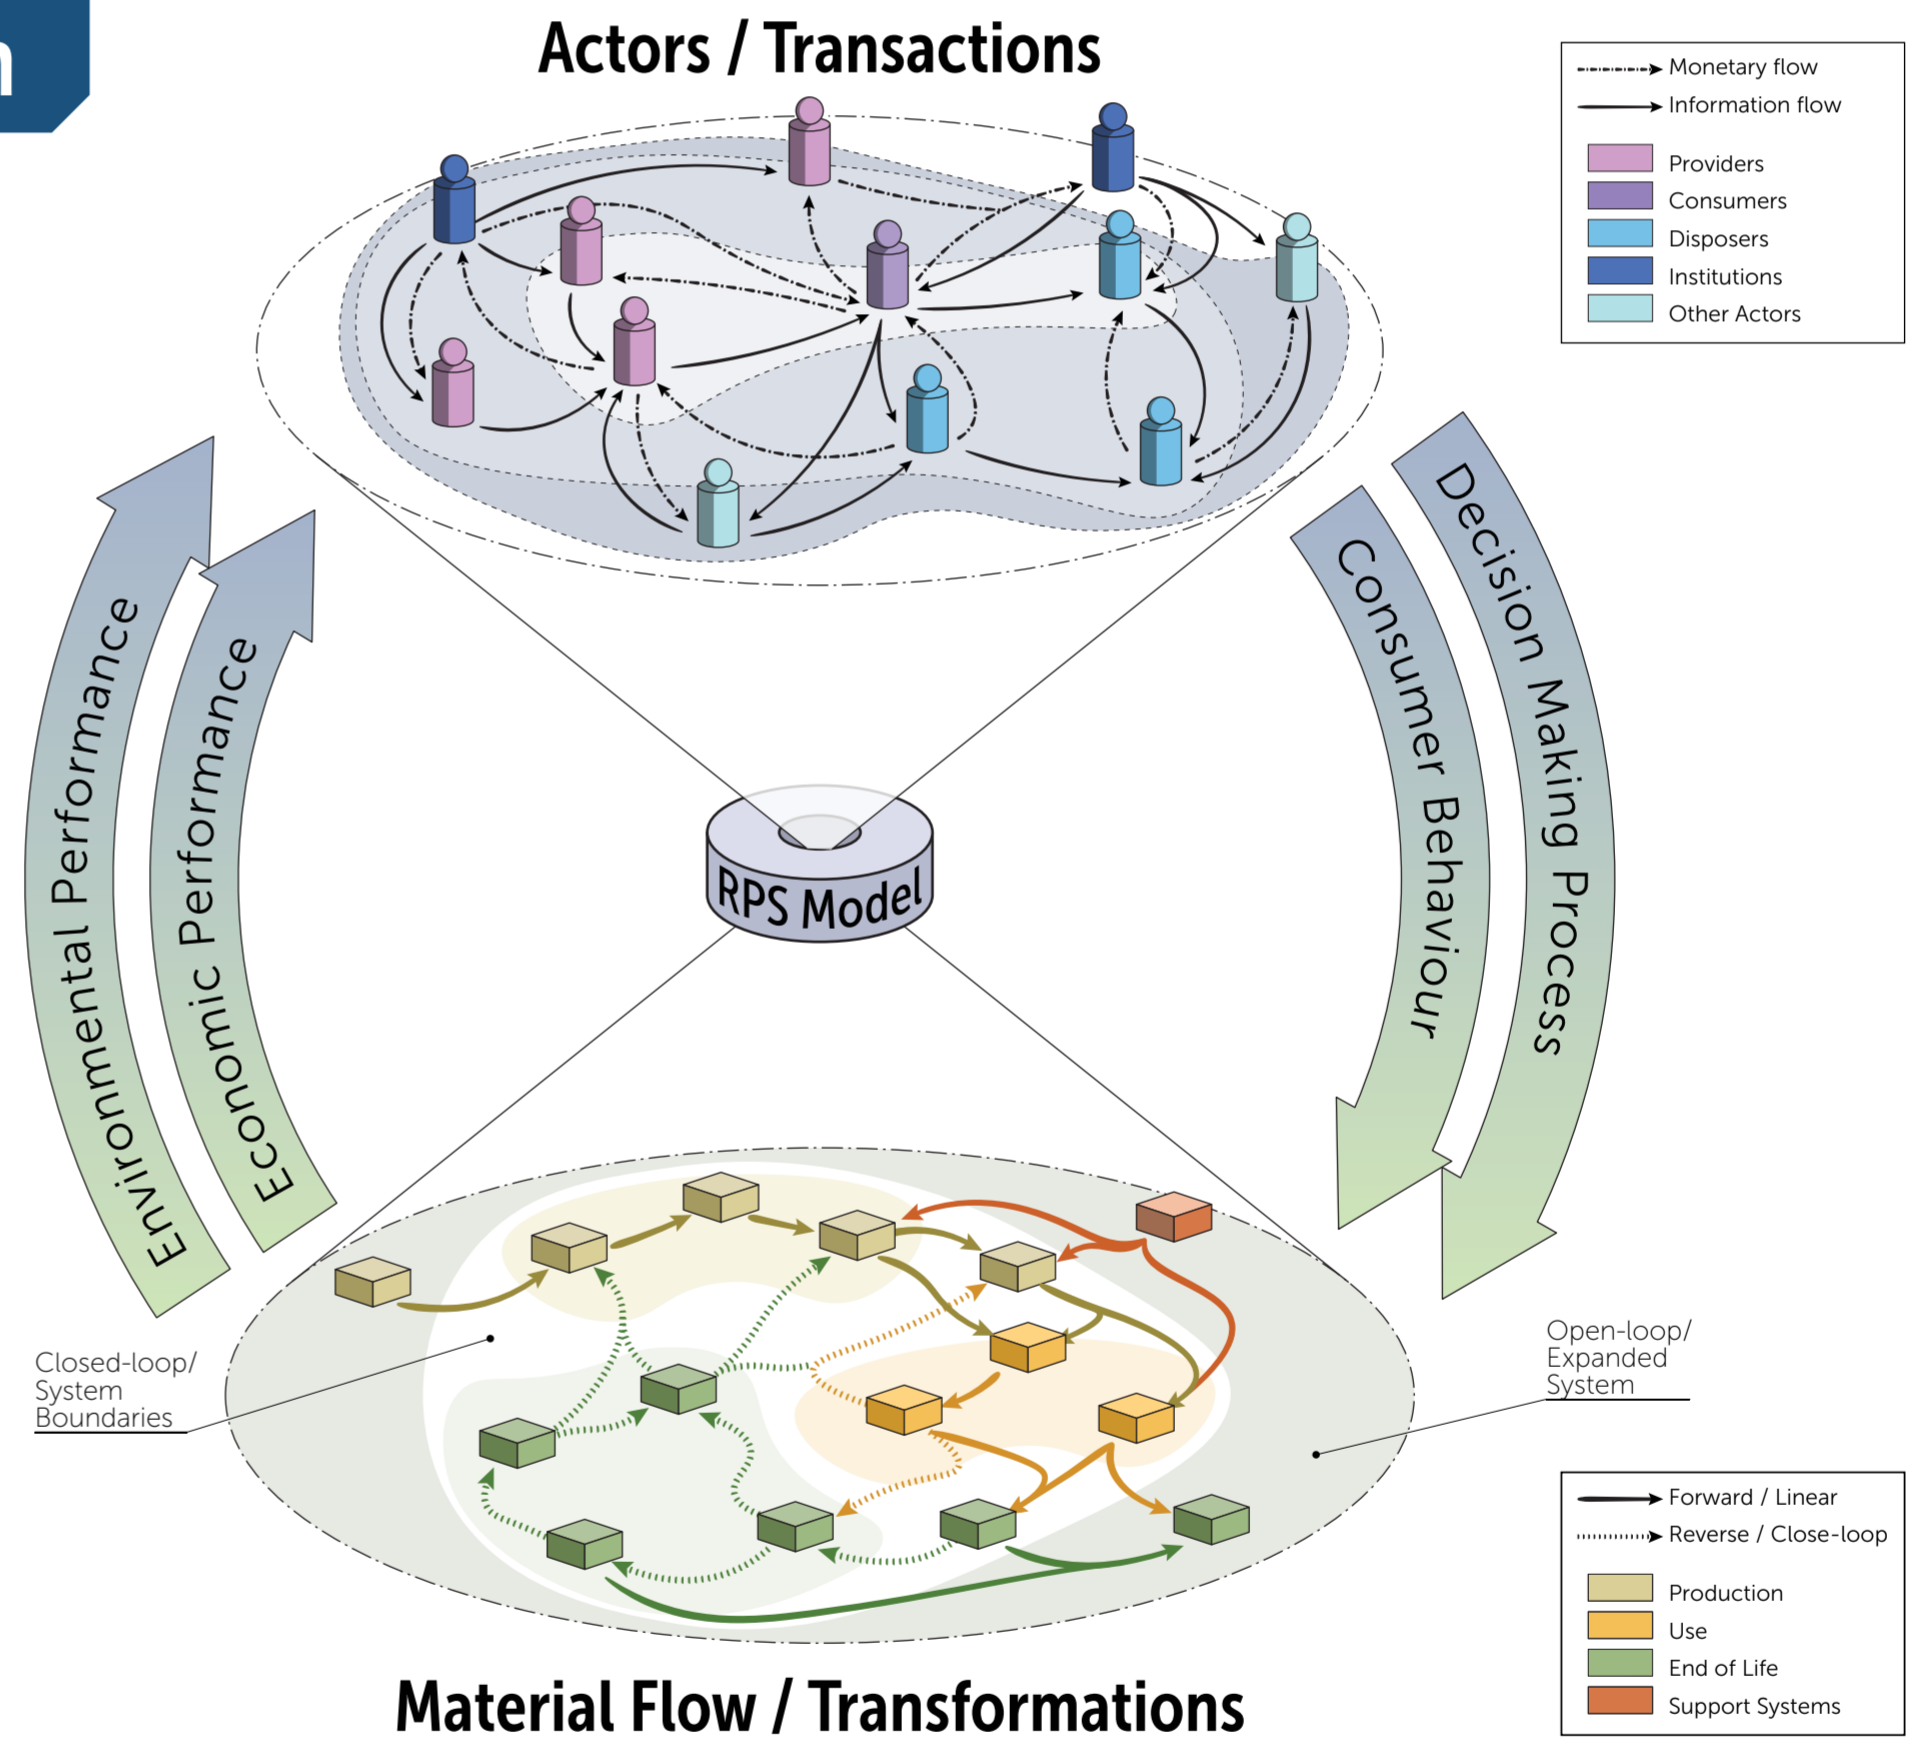 n
Actors / Transactions
Monetary flow
Information flow
Providers
Consumers
Disposers
Institutions
Other Actors
Environmental Performance
Economic Performance
Consumer Behaviour
Decision Making Process
RPS Model
Closed-loop/
System
Boundaries
Open-loop/
Expanded
System
Forward / Linear
Reverse / Close-loop
Production
Use
End of Life
Support Systems
Material Flow / Transformations